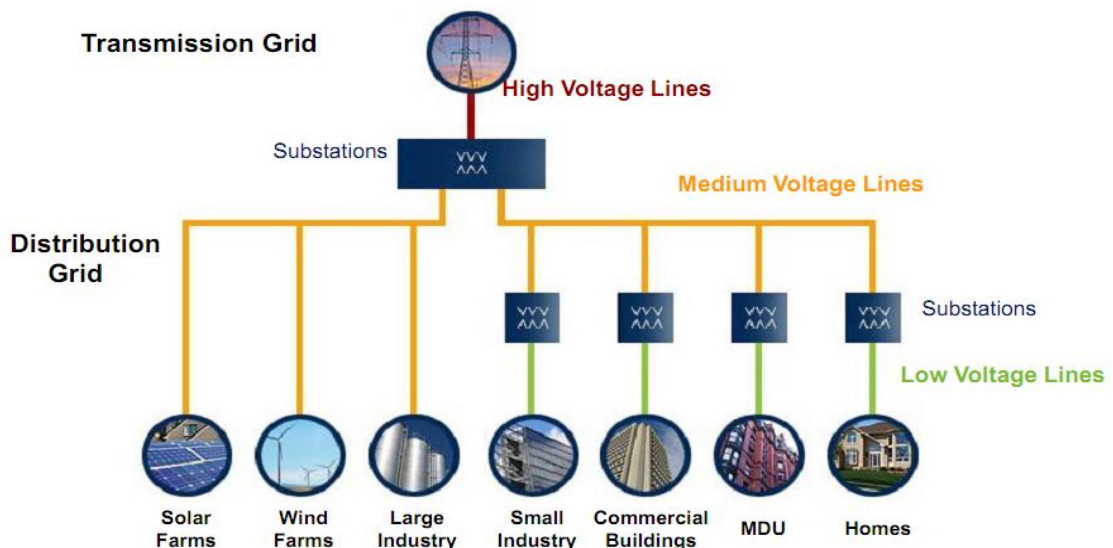 Transmission Grid
High Voltage Lines
Substations
Medium Voltage Lines
Distribution
Grid
Substations
Low Voltage Lines
Solar
Farms
Wind
Farms
Large
Industry
Small
Industry
Commercial
Buildings
MDU
Homes